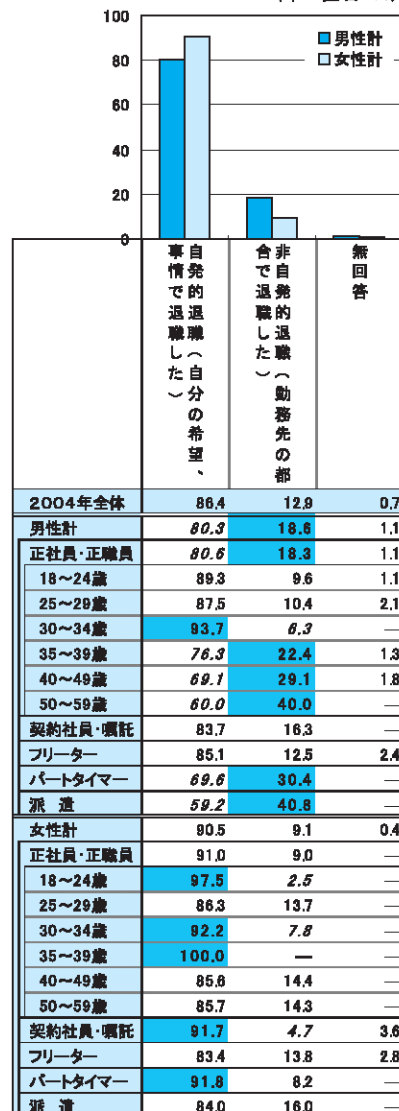 100
80
60
40
20
0
男性計
女性計
自発的退職（自分の希望、
事情で退職した）
非自発的退職（勤務先の都
合で退職した）
無回答
2004年全体 86.4 12.9 0.7
男性計 80.3 18.6 1.1
正社員・正職員 80.6 18.3 1.1
18～24歳 89.3 9.6 1.1
25～29歳 87.5 10.4 2.1
30～34歳 93.7 6.3 —
35～39歳 76.3 22.4 1.3
40～49歳 69.1 29.1 1.8
50～59歳 60.0 40.0 —
契約社員・嘱託 83.7 16.3 —
フリーター 85.1 12.5 2.4
パートタイマー 69.6 30.4 —
派 遣 59.2 40.8 —
女性計 90.5 9.1 0.4
正社員・正職員 91.0 9.0 —
18～24歳 97.5 2.5 —
25～29歳 86.3 13.7 —
30～34歳 92.2 7.8 —
35～39歳 100.0 — —
40～49歳 85.6 14.4 —
50～59歳 85.7 14.3 —
契約社員・嘱託 91.7 4.7 3.6
フリーター 83.4 13.8 2.8
パートタイマー 91.8 8.2 —
派 遣 84.0 16.0 —